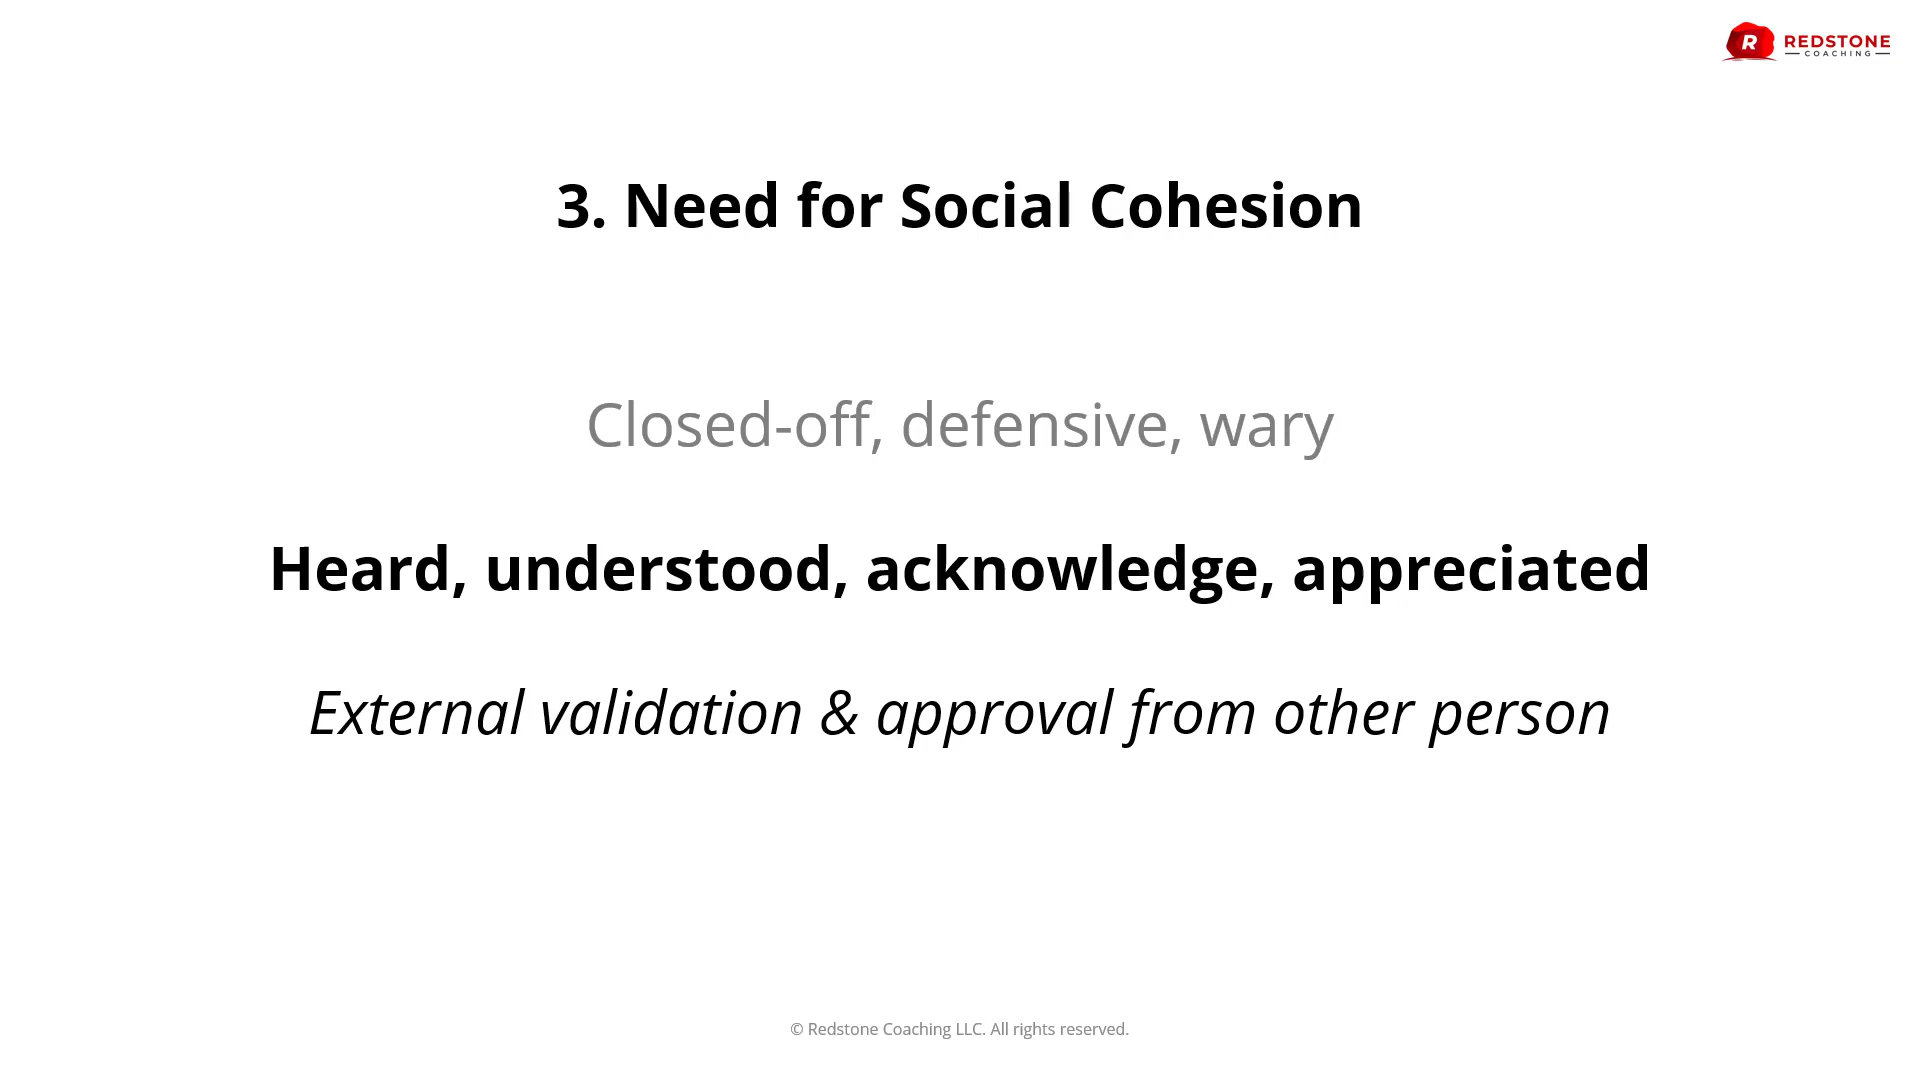 R REDSTONE
COACHING
3. Need for Social Cohesion
Closed-off, defensive, wary
Heard, understood, acknowledge, appreciated
External validation & approval from other person
© Redstone Coaching LLC. All rights reserved.